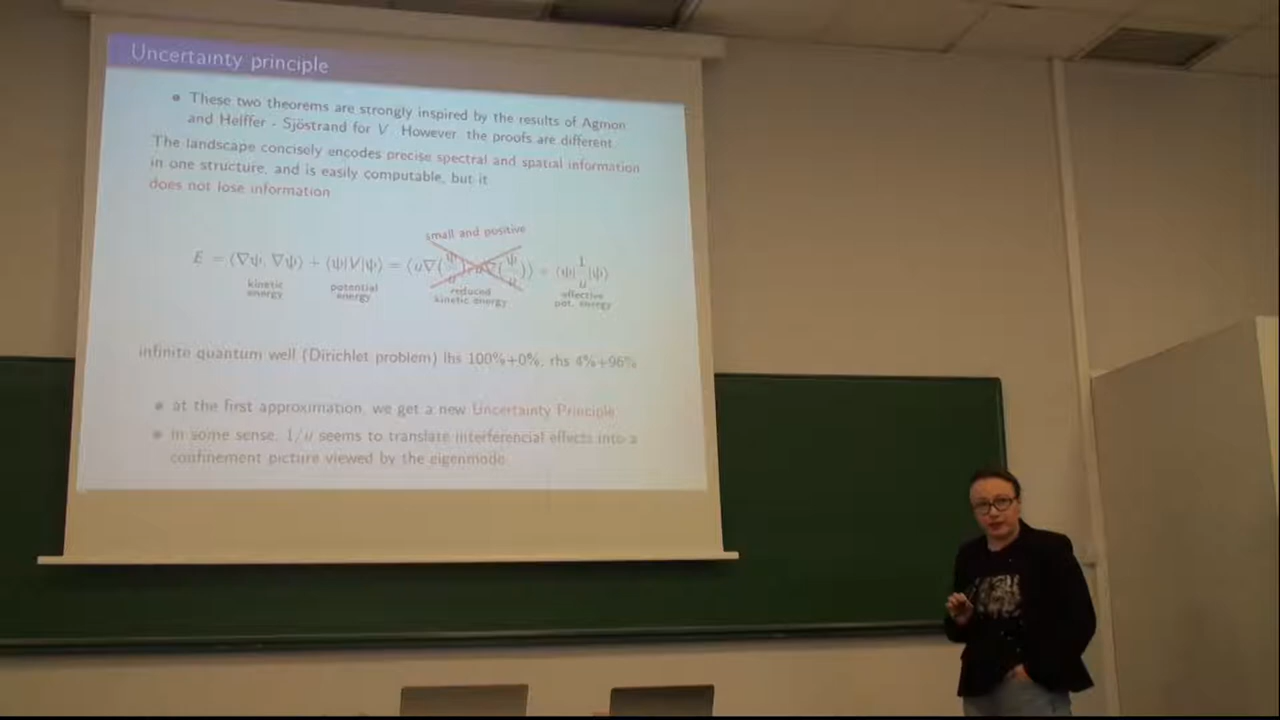 Uncertainty principle
• These two theorems are strongly inspired by the results of Agmon
and Helffer - Sjöstrand for V. However, the proofs are different.
The landscape concisely encodes precise spectral and spatial information
in one structure, and is easily computable, but it
does not lose information
small and positive
E = ⟨∇ψ, ∇ψ⟩ + ⟨ψ|V|ψ⟩ = ⟨u∇(ψ/u), u∇(ψ/u)⟩ + ⟨ψ|1/u|ψ⟩
kinetic energy potential energy reduced kinetic energy effective pot. energy
infinite quantum well (Dirichlet problem) lhs 100%+0%, rhs 4%+96%
• at the first approximation, we get a new Uncertainty Principle
• In some sense, 1/u seems to translate interferencial effects into a
confinement picture viewed by the eigenmode